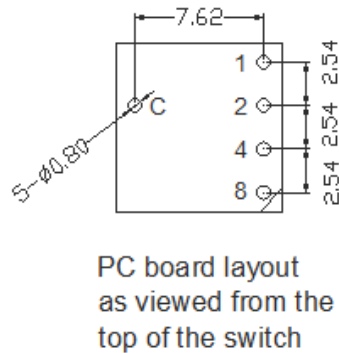 7.62
1
2.54
C
2
2.54
4
2.54
8
5-ø0.80
PC board layout
as viewed from the
top of the switch